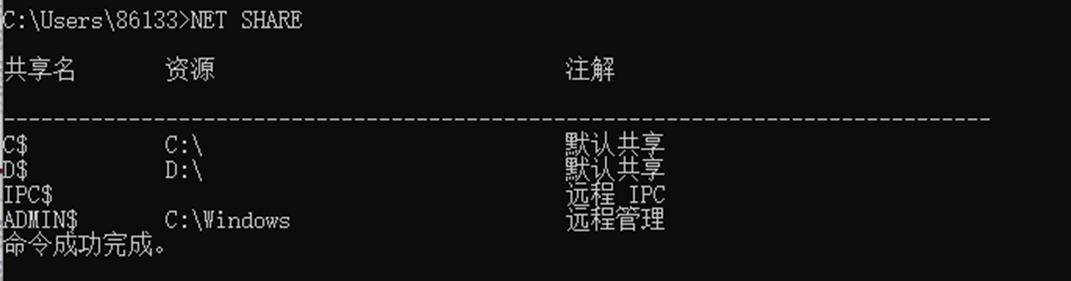 C:\Users\86133>NET SHARE
共享名 资源 注解
-------------------------------------------------------------------------------
C$ C:\ 默认共享
D$ D:\ 默认共享
IPC$ 远程 IPC
ADMIN$ C:\Windows 远程管理
命令成功完成。